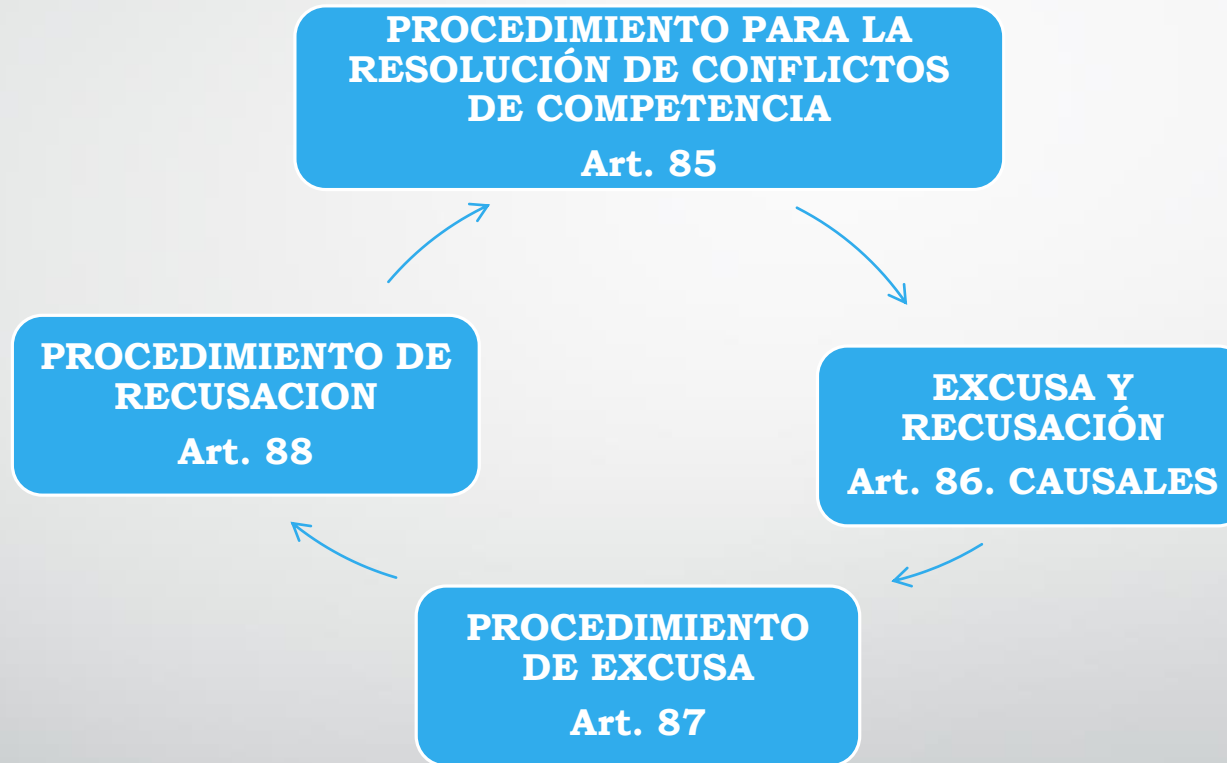 PROCEDIMIENTO PARA LA
RESOLUCIÓN DE CONFLICTOS
DE COMPETENCIA
Art. 85
EXCUSA Y
RECUSACIÓN
Art. 86. CAUSALES
PROCEDIMIENTO
DE EXCUSA
Art. 87
PROCEDIMIENTO DE
RECUSACION
Art. 88